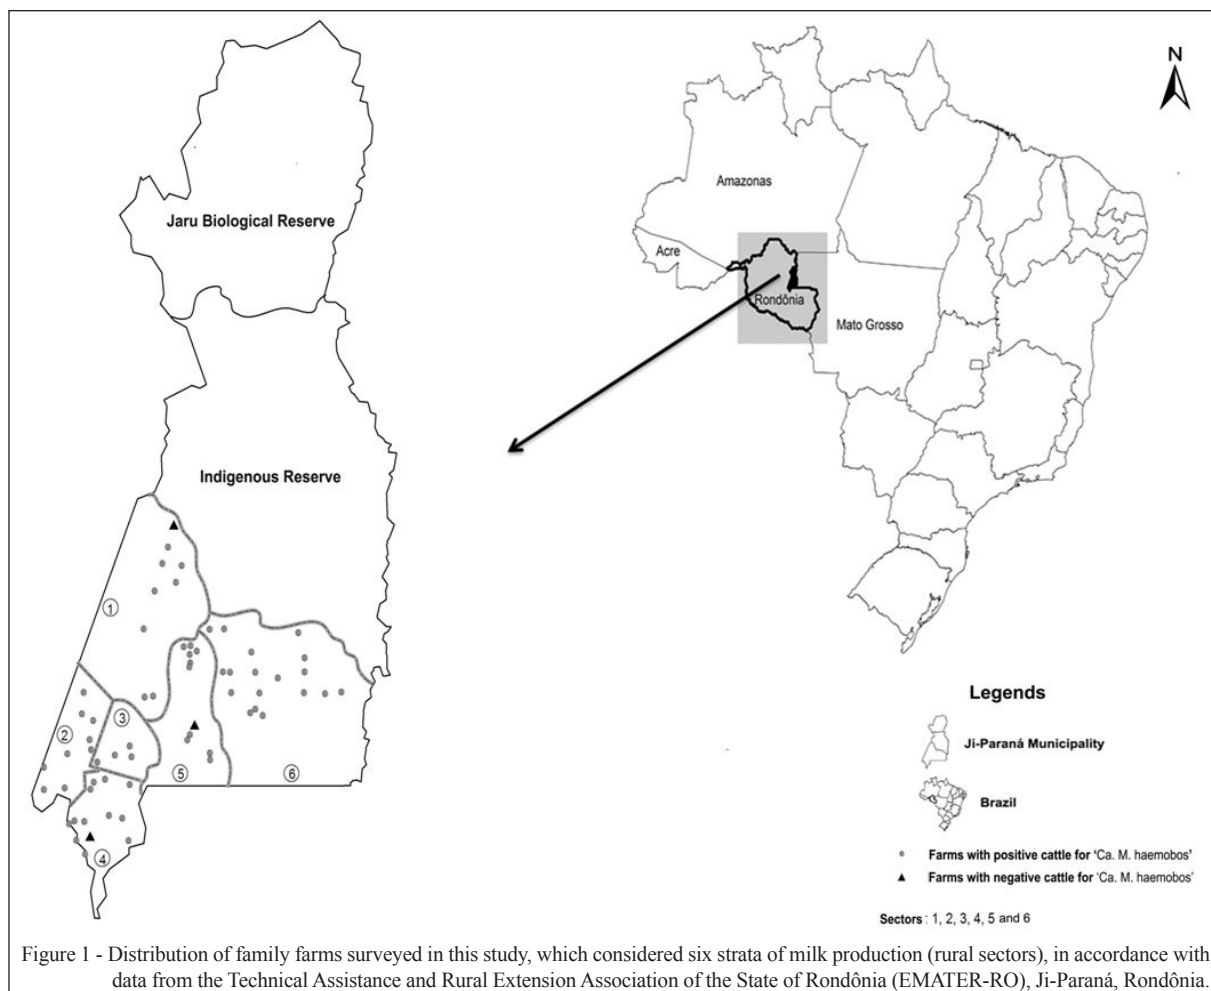 Jaru Biological Reserve
Indigenous Reserve
1
2
3
4
5
6
N
Amazonas
Acre
Rondônia
Mato Grosso
Legends
Ji-Paraná Municipality
Brazil
Farms with positive cattle for 'Ca. M. haemobos'
Farms with negative cattle for 'Ca. M. haemobos'
Sectors : 1, 2, 3, 4, 5 and 6
Figure 1 - Distribution of family farms surveyed in this study, which considered six strata of milk production (rural sectors), in accordance with
data from the Technical Assistance and Rural Extension Association of the State of Rondônia (EMATER-RO), Ji-Paraná, Rondônia.